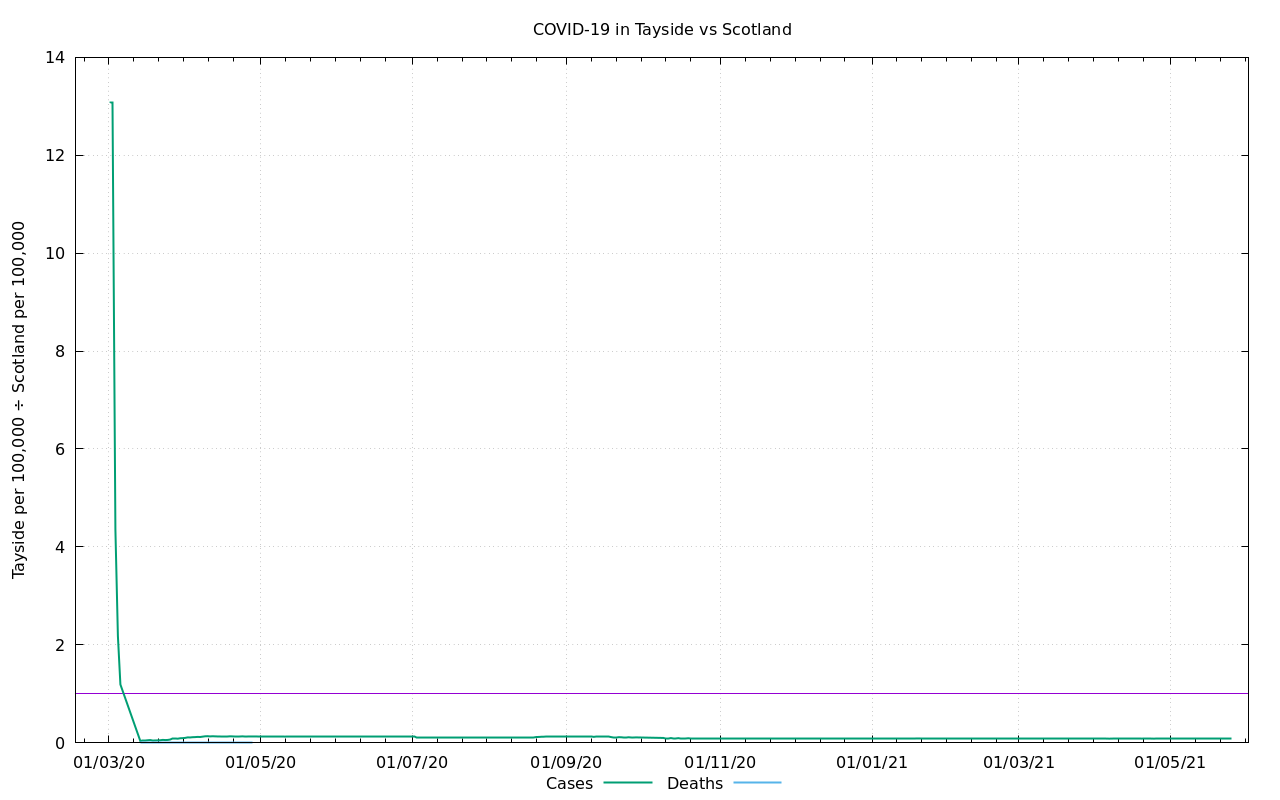 COVID-19 in Tayside vs Scotland
14
12
10
8
6
4
2
0
Tayside per 100,000 ÷ Scotland per 100,000
01/03/20 01/05/20 01/07/20 01/09/20 01/11/20 01/01/21 01/03/21 01/05/21
Cases Deaths